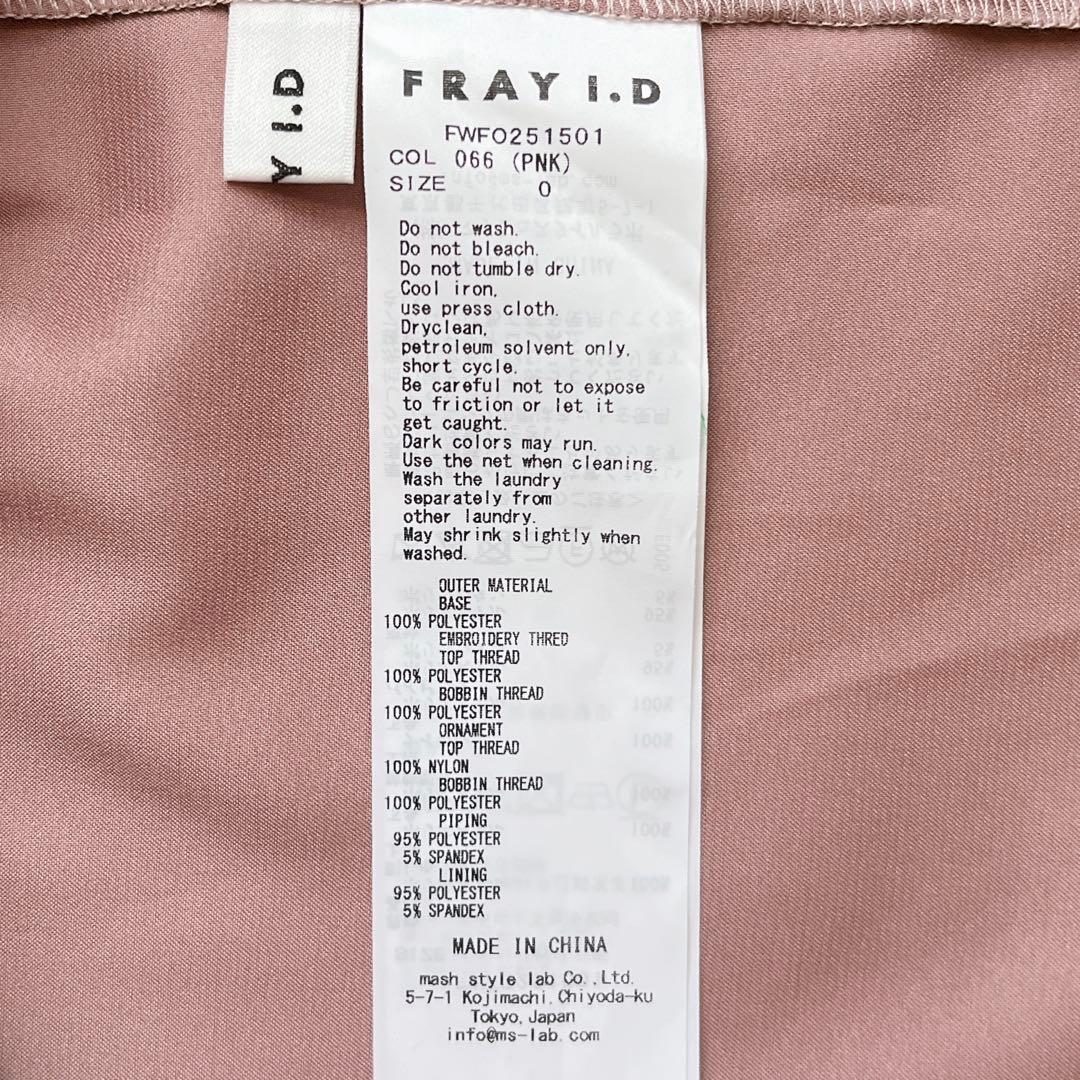 Y I.D
FRAY I.D
FWFO251501
COL 066 (PNK)
SIZE 0
Do not wash.
Do not bleach.
Do not tumble dry.
Cool iron,
use press cloth.
Dryclean,
petroleum solvent only,
short cycle.
Be careful not to expose
to friction or let it
get caught.
Dark colors may run.
Use the net when cleaning.
Wash the laundry
separately from
other laundry.
May shrink slightly when
washed.
OUTER MATERIAL
BASE
100% POLYESTER
EMBROIDERY THRED
TOP THREAD
100% POLYESTER
BOBBIN THREAD
100% POLYESTER
ORNAMENT
TOP THREAD
100% NYLON
BOBBIN THREAD
100% POLYESTER
PIPING
95% POLYESTER
5% SPANDEX
LINING
95% POLYESTER
5% SPANDEX
MADE IN CHINA
mash style lab Co.,Ltd.
5-7-1 Kojimachi,Chiyoda-ku
Tokyo,Japan
info@ms-lab.com